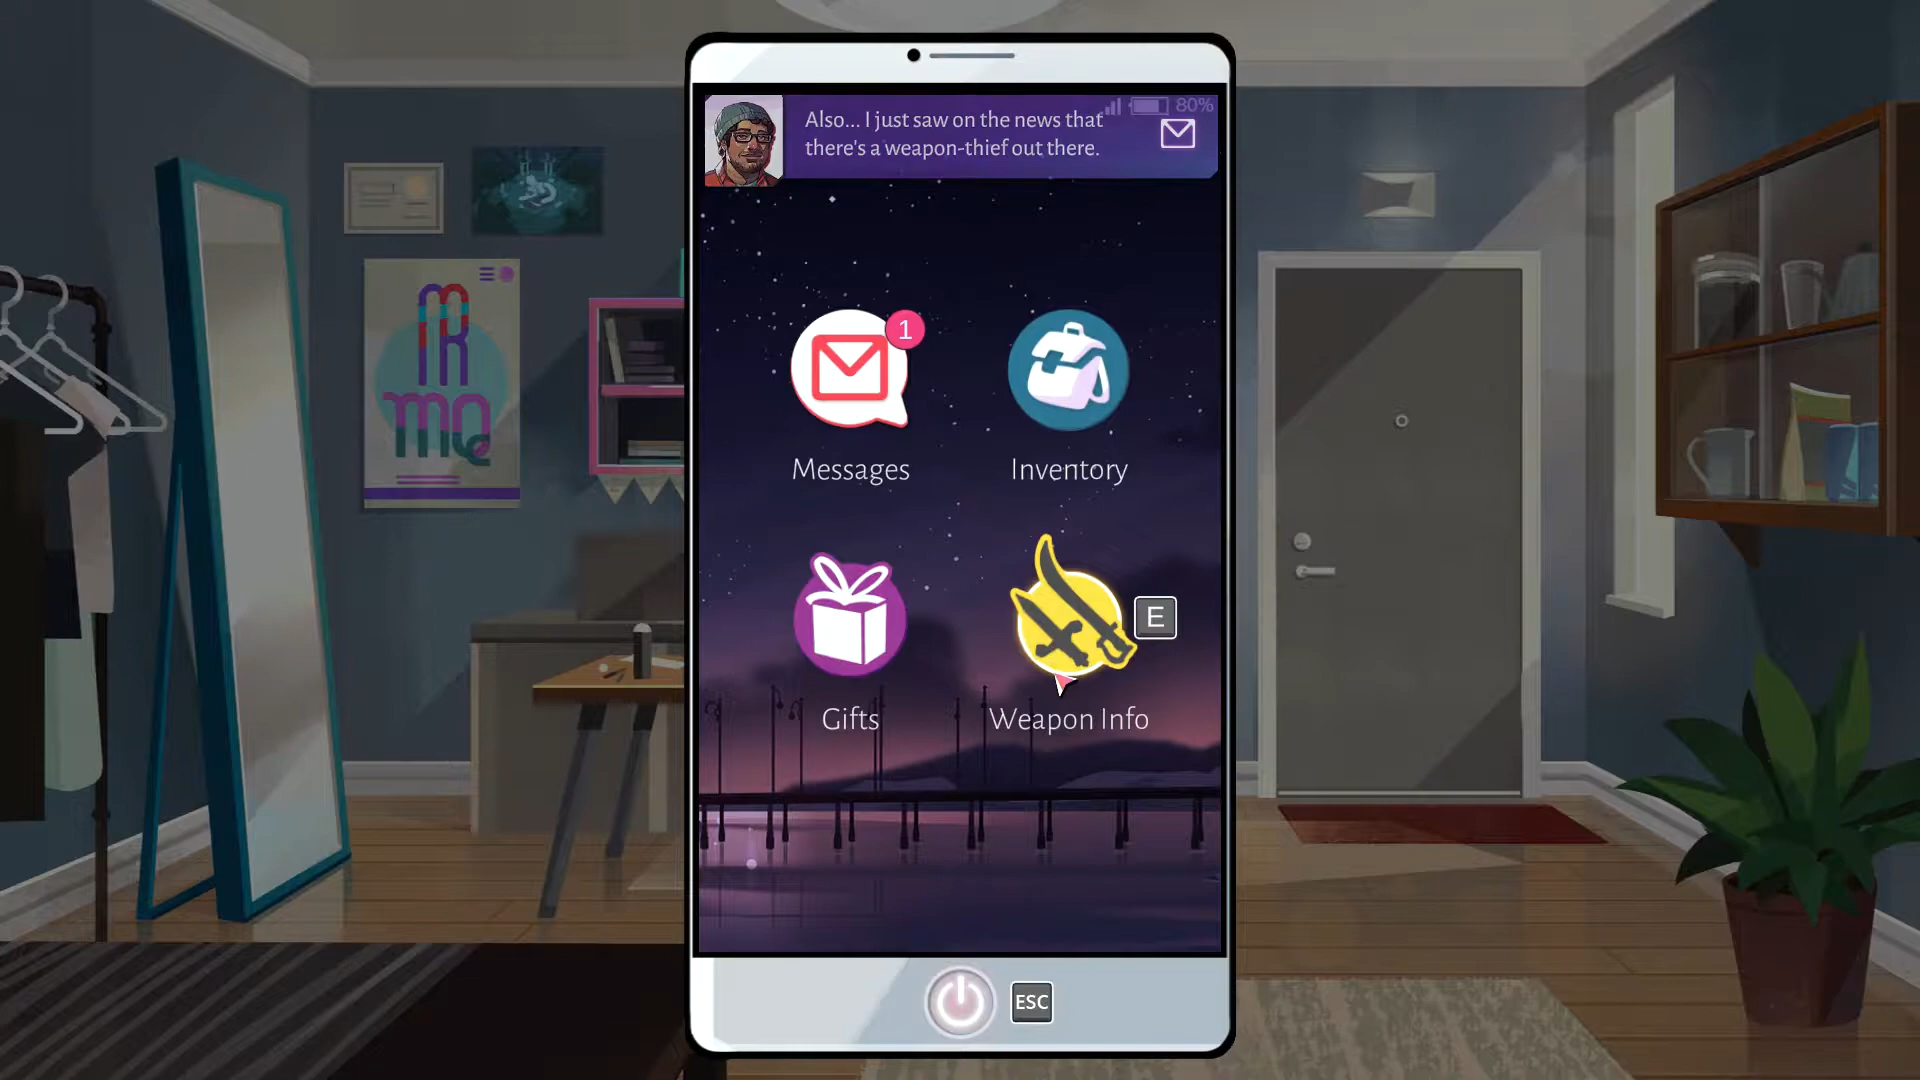 80%
Also... I just saw on the news that
there's a weapon-thief out there.
1
Messages
Inventory
E
Gifts
Weapon Info
ESC